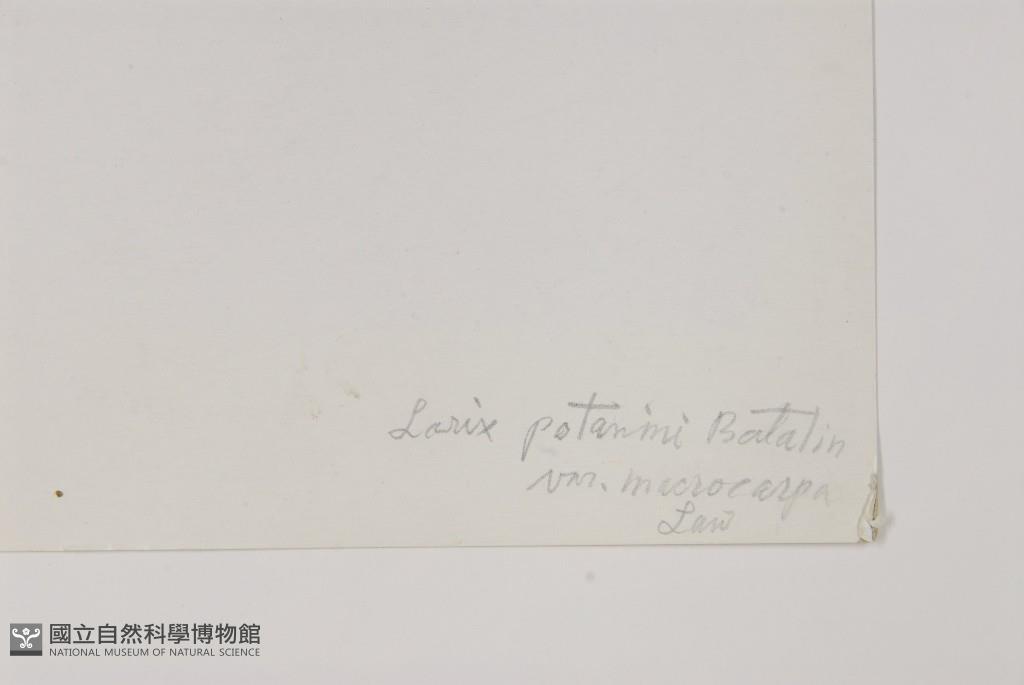 Larix potanini Batalin
var. macrocarpa
Law
國立自然科學博物館
NATIONAL MUSEUM OF NATURAL SCIENCE